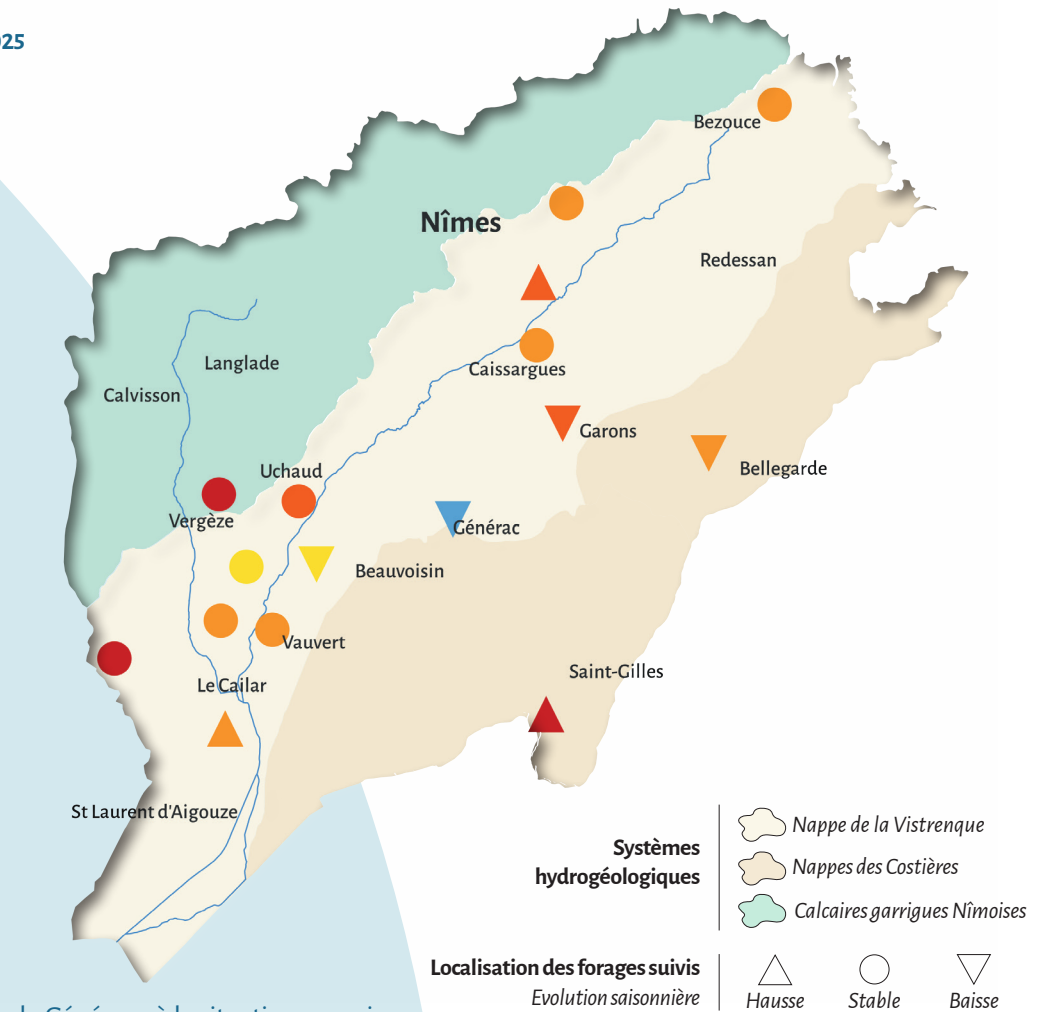 Bezouce
Nîmes
Redessan
Langlade
Caissargues
Calvisson
Garons
Uchaud
Bellegarde
Vergèze
Générac
Beauvoisin
Vauvert
Saint-Gilles
Le Cailar
St Laurent d'Aigouze
Systèmes
hydrogéologiques
Nappe de la Vistrenque
Nappes des Costières
Calcaires garrigues Nîmoises
Localisation des forages suivis
Evolution saisonnière
Hausse
Stable
Baisse